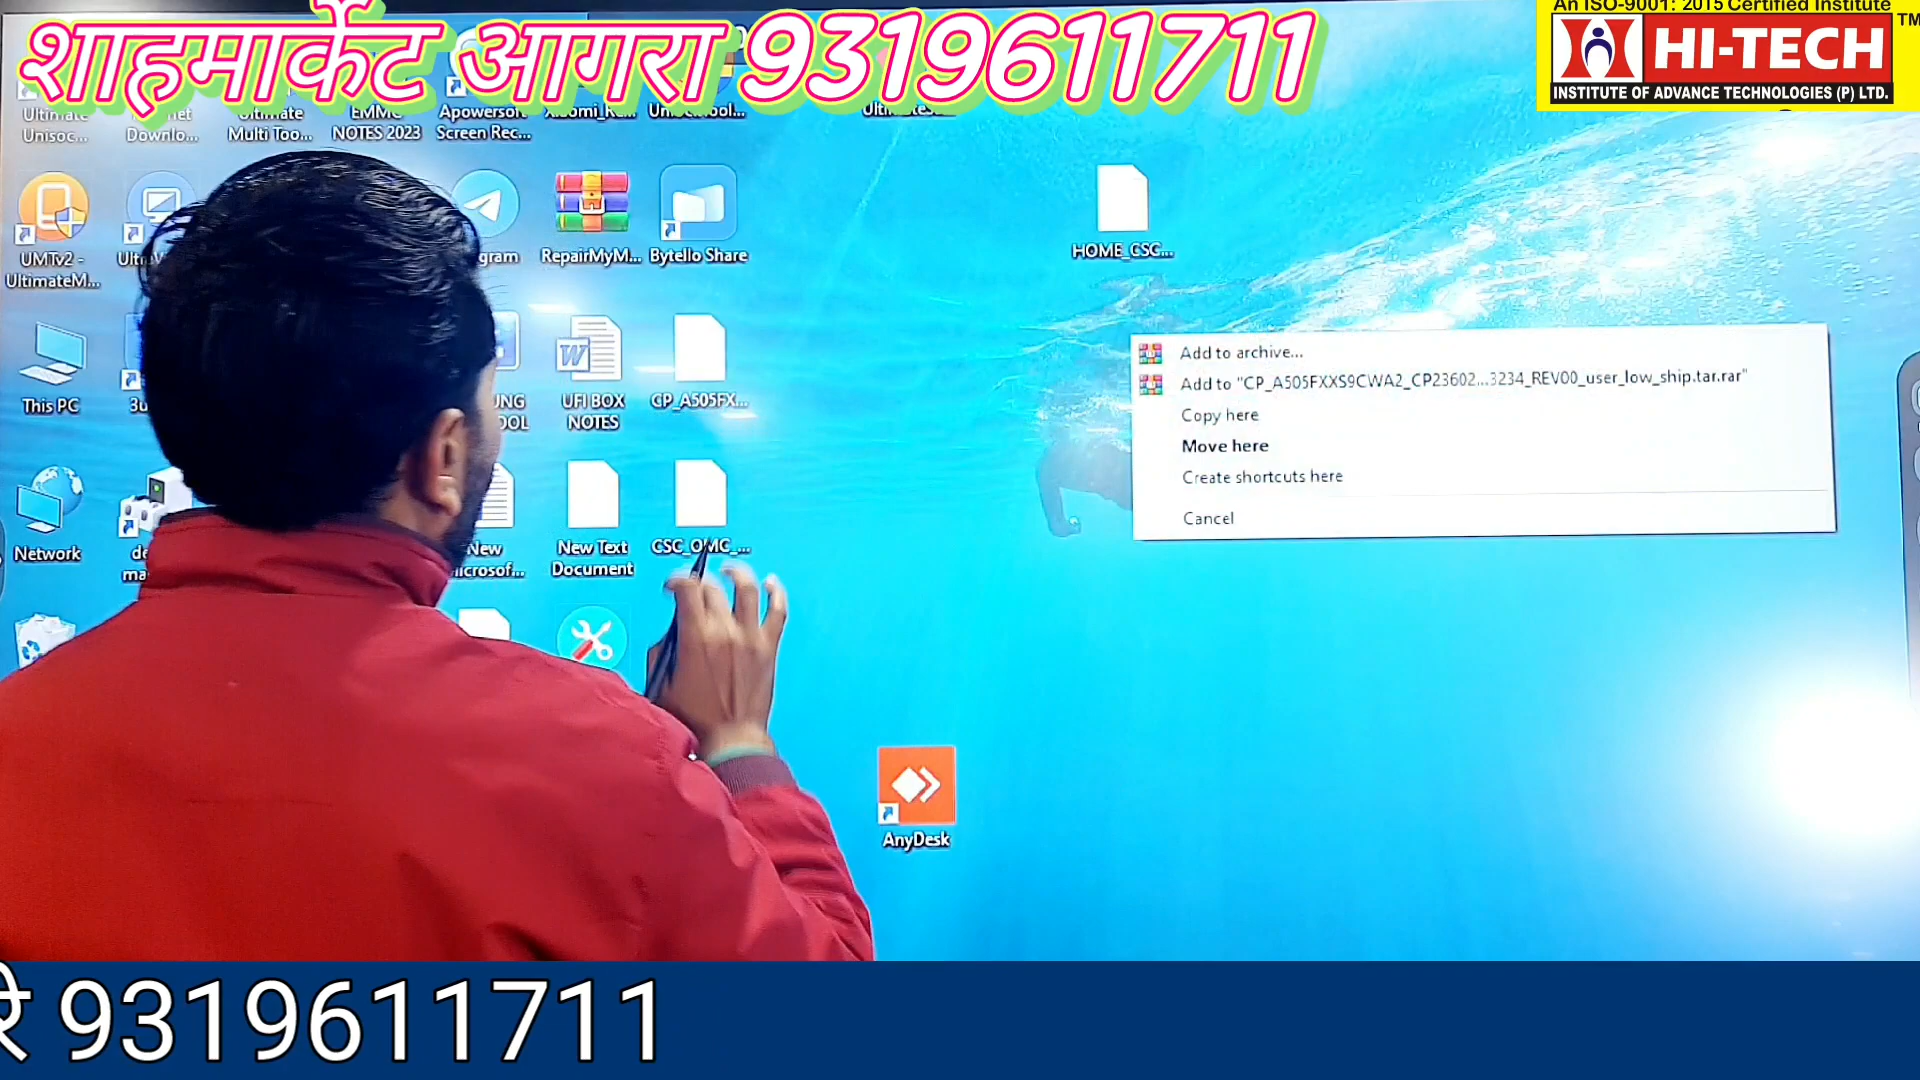 An ISO-9001: 2015 Certified Institute
TM
HI-TECH
INSTITUTE OF ADVANCE TECHNOLOGIES (P) LTD.
शाहमार्केट आगरा 9319611711
Ultimate
Unisoc...
Downlo...
Ultimate
Multi Too...
EMMC
NOTES 2023
Apowersoft
Screen Rec...
UMTv2 -
UltimateM...
RepairMyM...
Bytello Share
HOME_CSC...
This PC
UFI BOX
NOTES
CP_A505FX...
Network
New
New Text
Document
CSC_OMC_...
AnyDesk
Add to archive...
Add to "CP_A505FXXS9CWA2_CP23602...3234_REV00_user_low_ship.tar.rar"
Copy here
Move here
Create shortcuts here
Cancel
9319611711